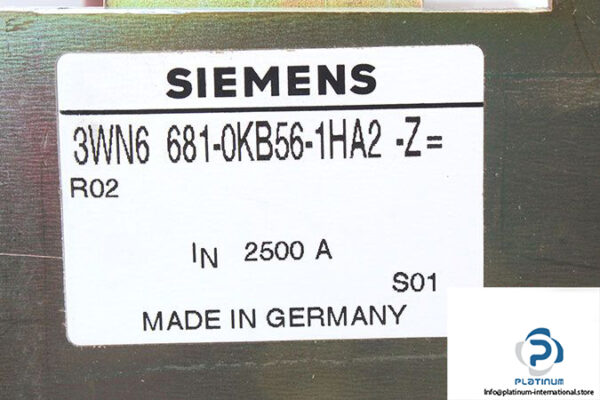 SIEMENS
3WN6 681-0KB56-1HA2 -Z=
R02
IN 2500 A
S01
MADE IN GERMANY
PLATINUM
Info@platinum-international.store